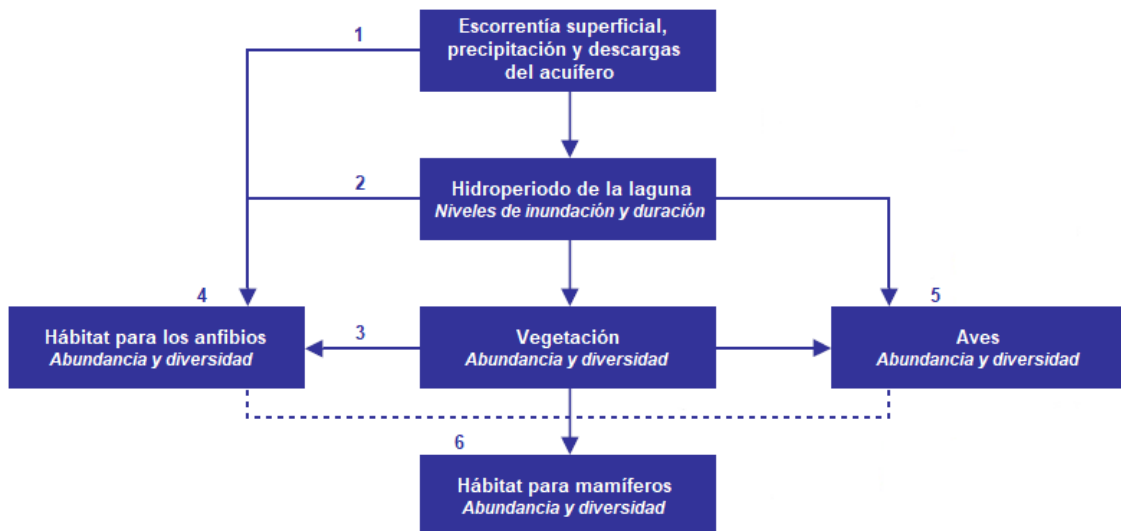 1
Escorrentía superficial,
precipitación y descargas
del acuífero
2
Hidroperiodo de la laguna
Niveles de inundación y duración
4
Hábitat para los anfibios
Abundancia y diversidad
3
Vegetación
Abundancia y diversidad
5
Aves
Abundancia y diversidad
6
Hábitat para mamíferos
Abundancia y diversidad